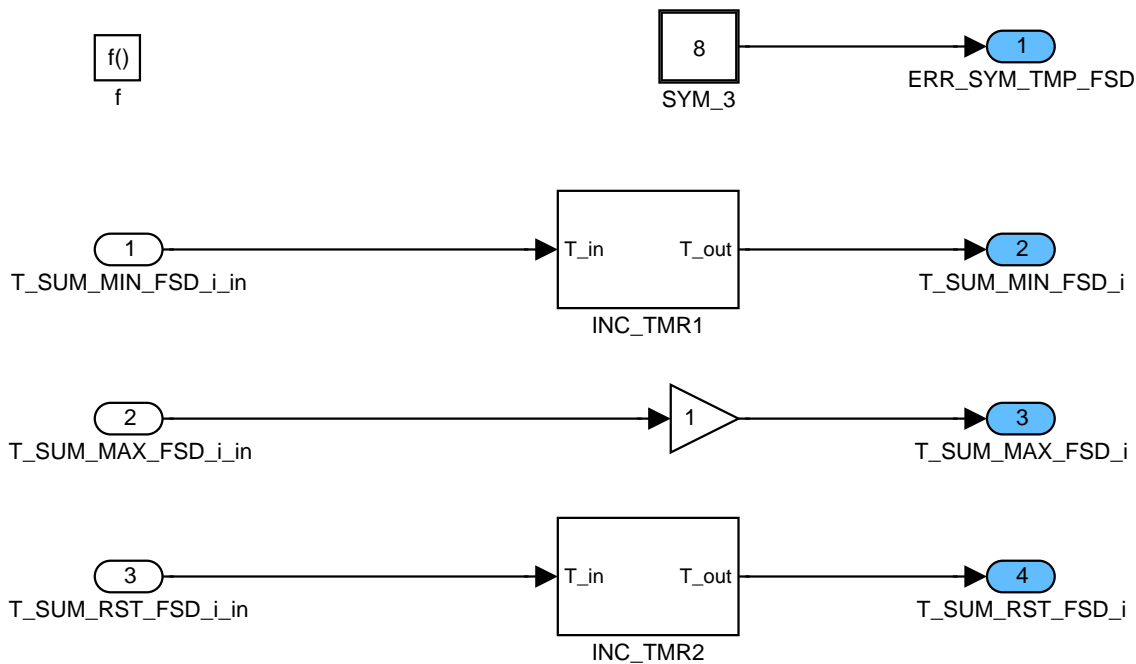 f()
f
8
SYM_3
1
ERR_SYM_TMP_FSD
1
T_SUM_MIN_FSD_i_in
T_in
T_out
INC_TMR1
2
T_SUM_MIN_FSD_i
2
T_SUM_MAX_FSD_i_in
1
3
T_SUM_MAX_FSD_i
3
T_SUM_RST_FSD_i_in
T_in
T_out
INC_TMR2
4
T_SUM_RST_FSD_i